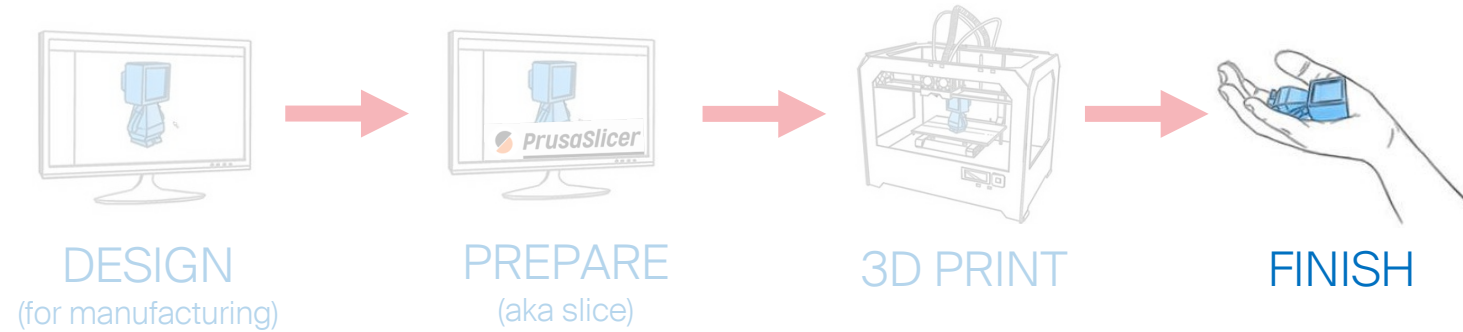 PrusaSlicer
DESIGN
(for manufacturing)
PREPARE
(aka slice)
3D PRINT
FINISH